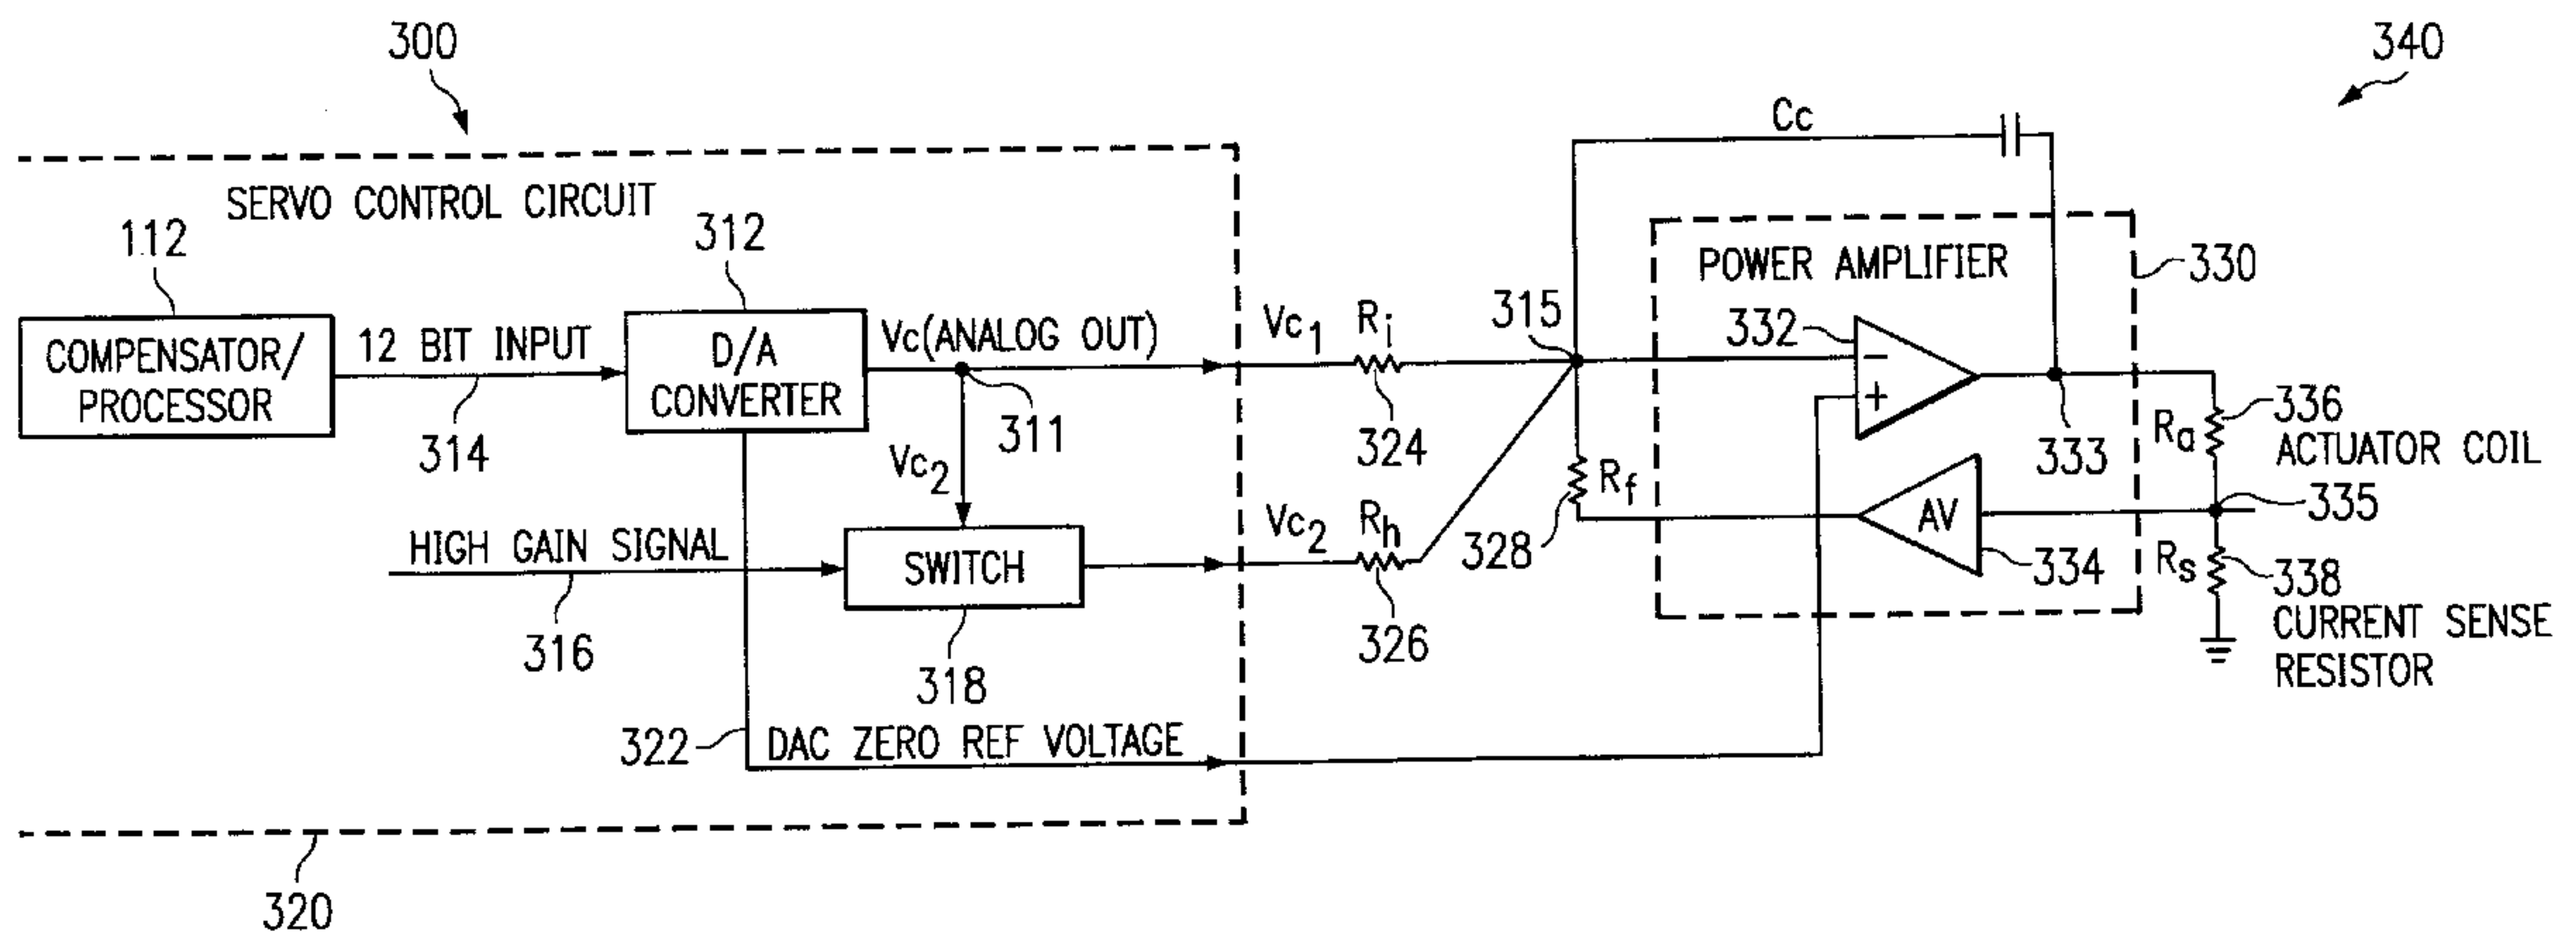 300
340
Cc
SERVO CONTROL CIRCUIT
112
312
POWER AMPLIFIER
330
COMPENSATOR/
PROCESSOR
12 BIT INPUT
314
D/A
CONVERTER
Vc(ANALOG OUT)
311
Vc1
Ri
324
315
332
−
+
333
Ra
336
ACTUATOR COIL
Vc2
Rf
328
AV
334
335
HIGH GAIN SIGNAL
316
SWITCH
318
Vc2
Rh
326
Rs
338
CURRENT SENSE
RESISTOR
322
DAC ZERO REF VOLTAGE
320